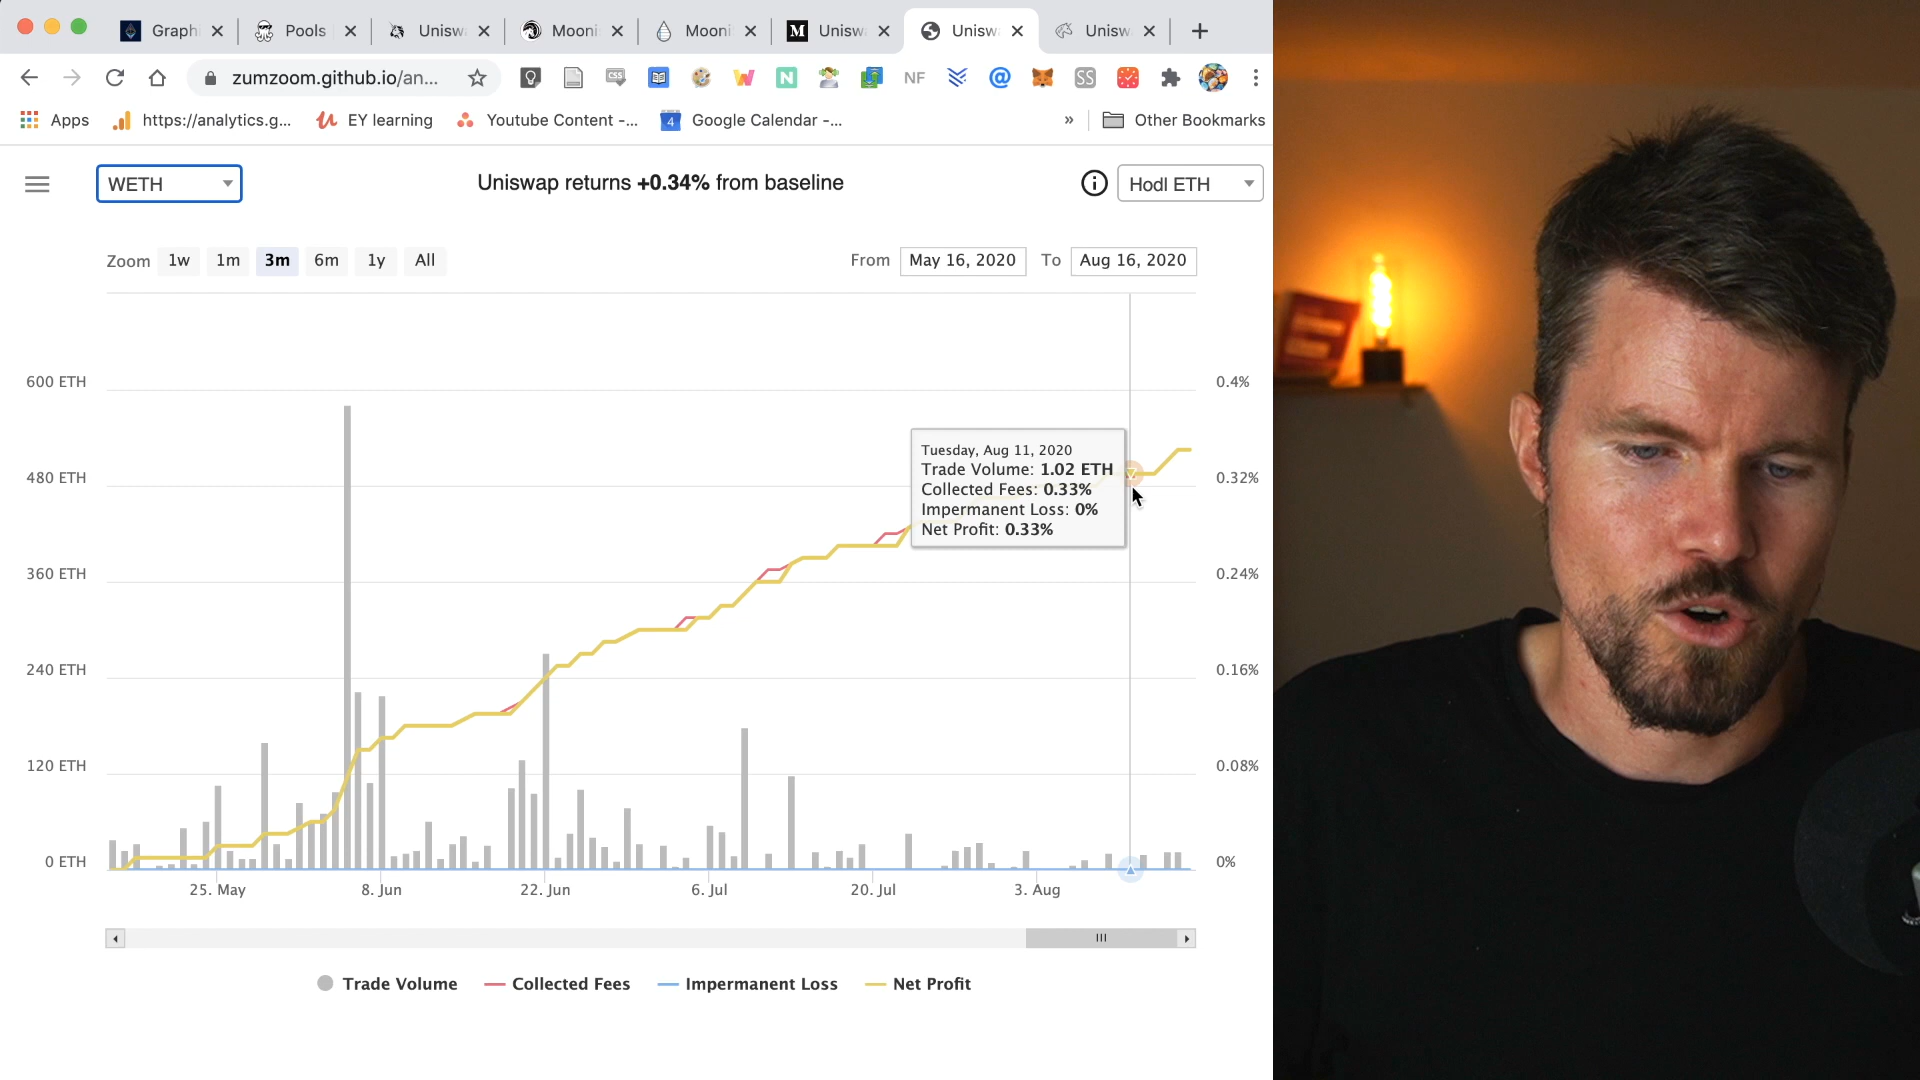 Graph
Pools
Unisw
Mooni
Mooni
M
Unisw
Unisw
Unisw
zumzoom.github.io/an...
CSS
N
NF
@
SS
Apps
https://analytics.g...
EY learning
Youtube Content -...
4
Google Calendar -...
»
Other Bookmarks
WETH
Uniswap returns +0.34% from baseline
Hodl ETH
Zoom 1w 1m 3m 6m 1y All
From May 16, 2020 To Aug 16, 2020
600 ETH
480 ETH
360 ETH
240 ETH
120 ETH
0 ETH
0.4%
0.32%
0.24%
0.16%
0.08%
0%
Tuesday, Aug 11, 2020
Trade Volume: 1.02 ETH
Collected Fees: 0.33%
Impermanent Loss: 0%
Net Profit: 0.33%
25. May
8. Jun
22. Jun
6. Jul
20. Jul
3. Aug
Trade Volume
Collected Fees
Impermanent Loss
Net Profit
E